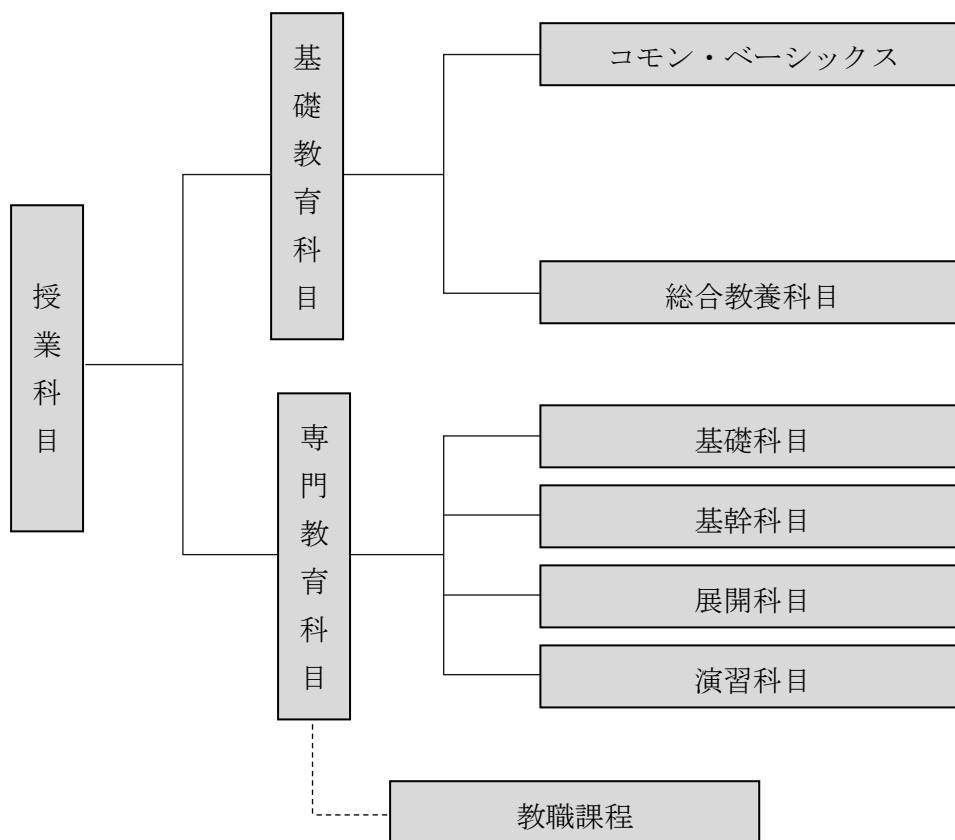 授業科目
基礎教育科目
コモン・ベーシックス
総合教養科目
専門教育科目
基礎科目
基幹科目
展開科目
演習科目
教職課程